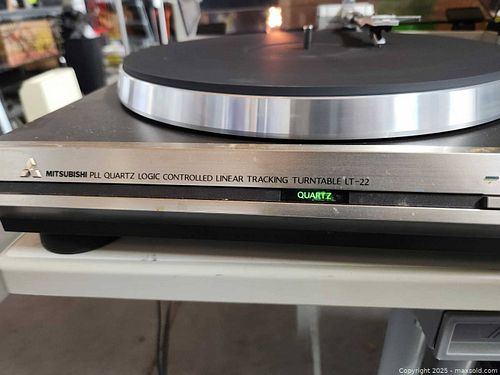 MITSUBISHI PLL QUARTZ LOGIC CONTROLLED LINEAR TRACKING TURNTABLE LT-22
QUARTZ
Copyright 2025 - maxsold.com